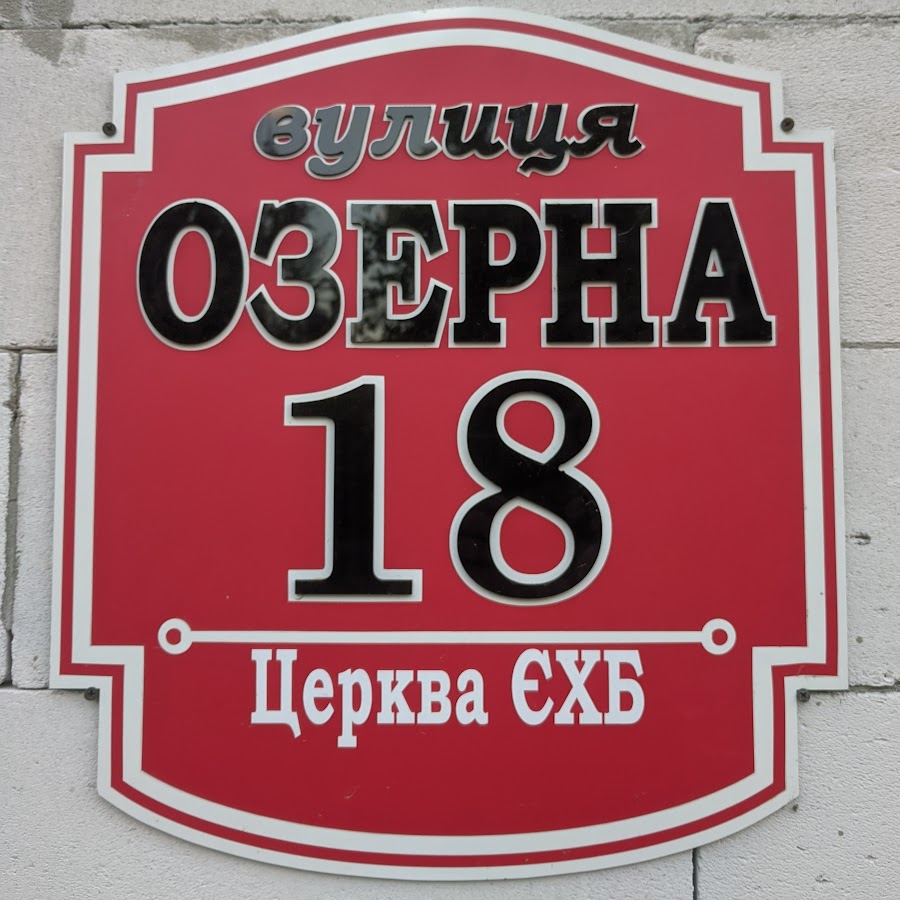 вулиця
ОЗЕРНА
18
Церква ЄХБ